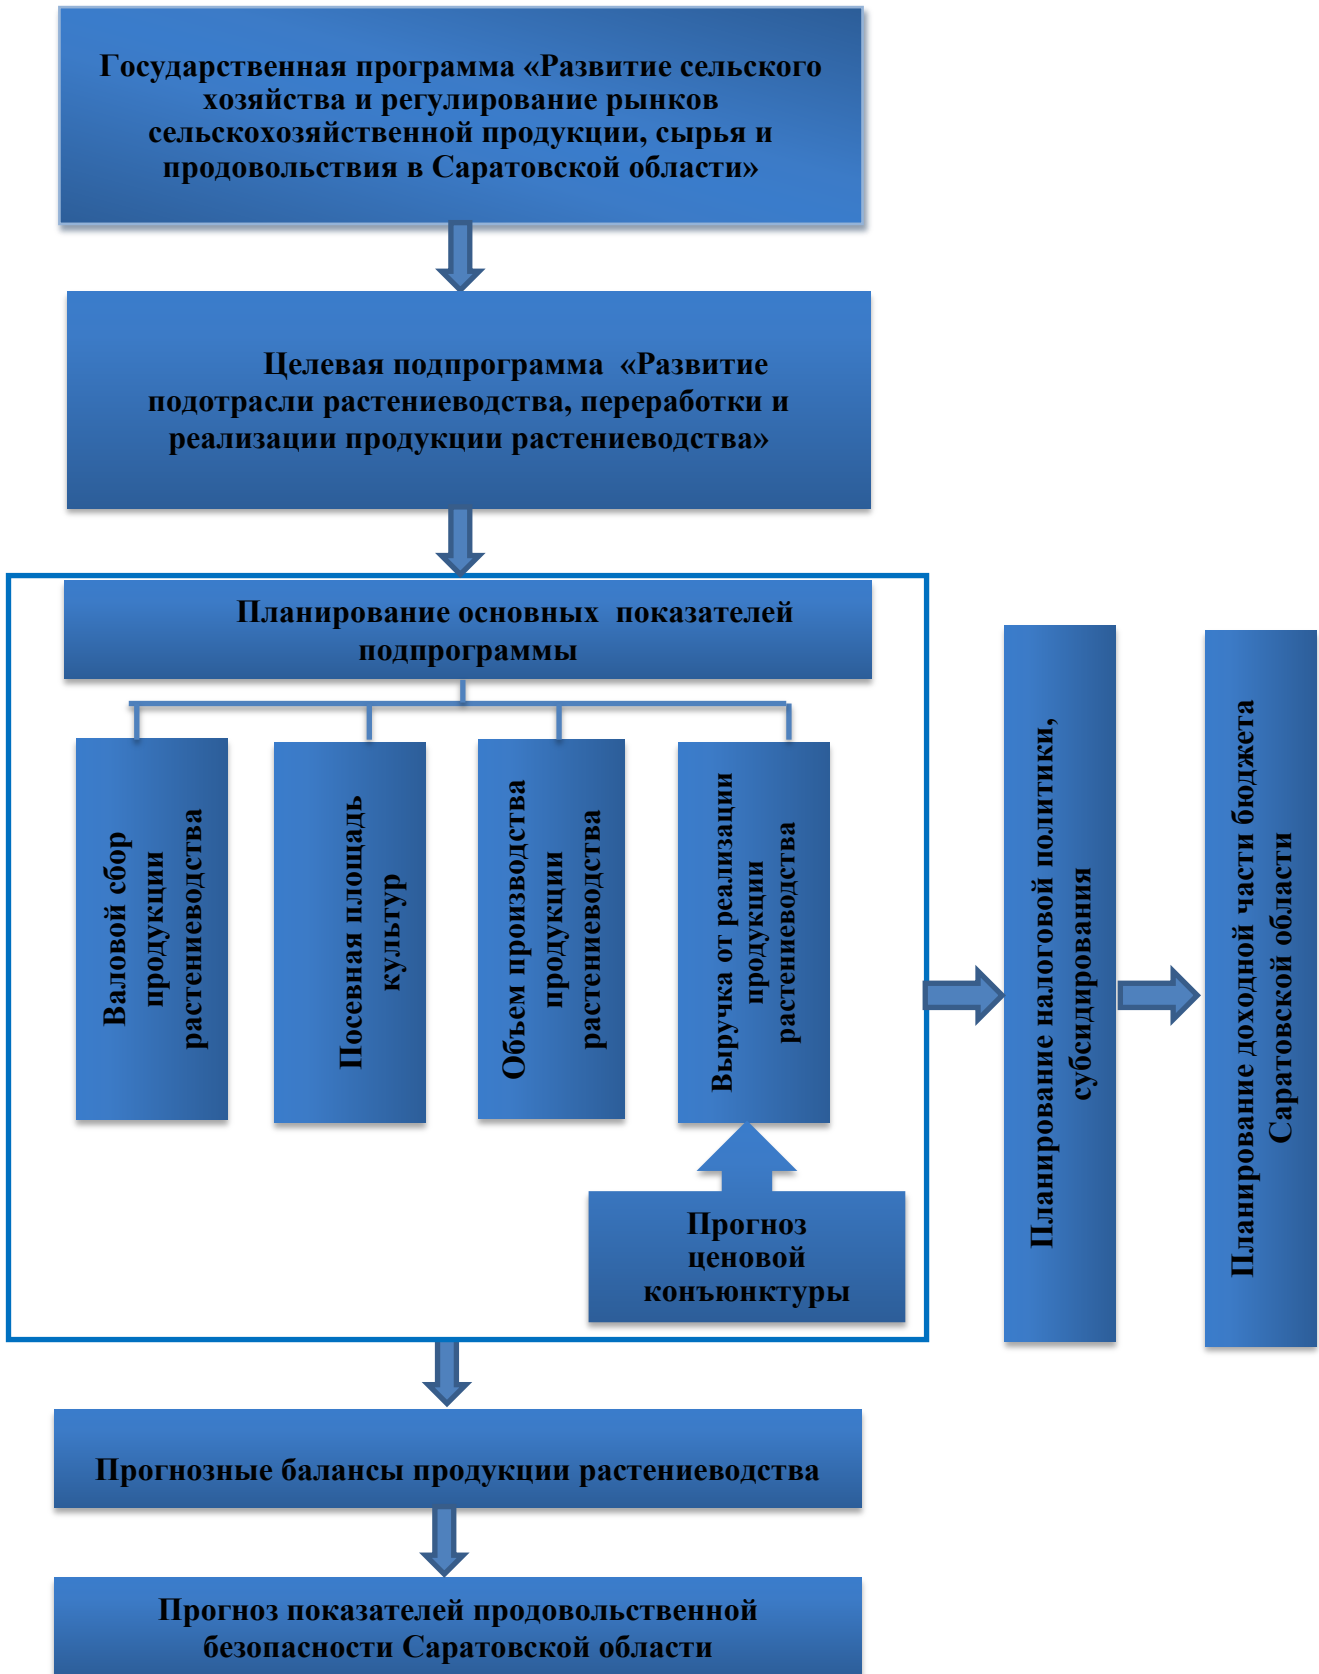 Государственная программа «Развитие сельского
хозяйства и регулирование рынков
сельскохозяйственной продукции, сырья и
продовольствия в Саратовской области»
Целевая подпрограмма «Развитие
подотрасли растениеводства, переработки и
реализации продукции растениеводства»
Планирование основных показателей
подпрограммы
Валовой сбор
продукции
растениеводства
Посевная площадь
культур
Объем производства
продукции
растениеводства
Выручка от реализации
продукции
растениеводства
Прогноз
ценовой
конъюнктуры
Планирование налоговой политики,
субсидирования
Планирование доходной части бюджета
Саратовской области
Прогнозные балансы продукции растениеводства
Прогноз показателей продовольственной
безопасности Саратовской области